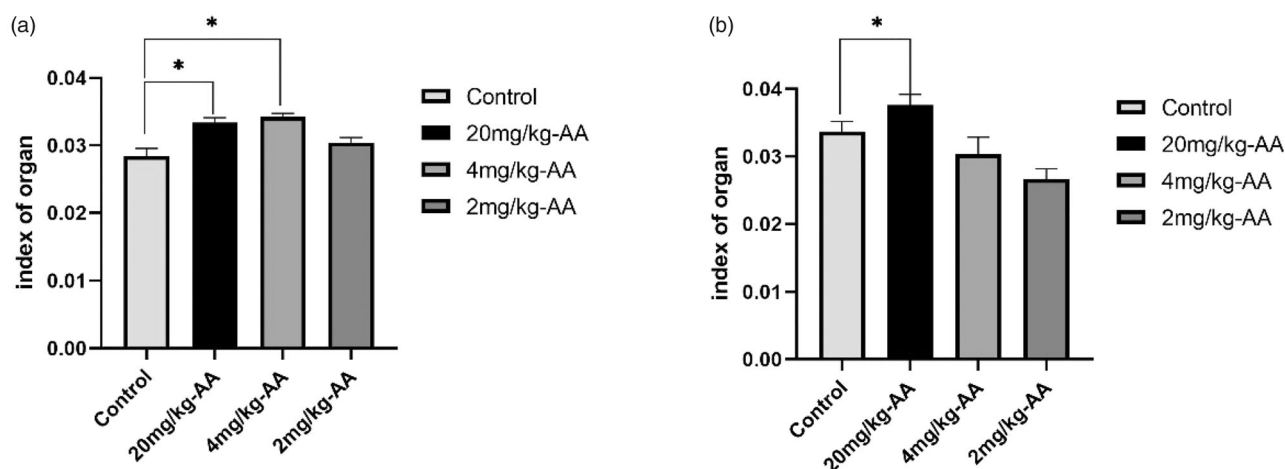 (a)
*
*
index of organ
0.04
0.03
0.02
0.01
0.00
Control
20mg/kg-AA
4mg/kg-AA
2mg/kg-AA
Control
20mg/kg-AA
4mg/kg-AA
2mg/kg-AA
(b)
*
index of organ
0.04
0.03
0.02
0.01
0.00
Control
20mg/kg-AA
4mg/kg-AA
2mg/kg-AA
Control
20mg/kg-AA
4mg/kg-AA
2mg/kg-AA